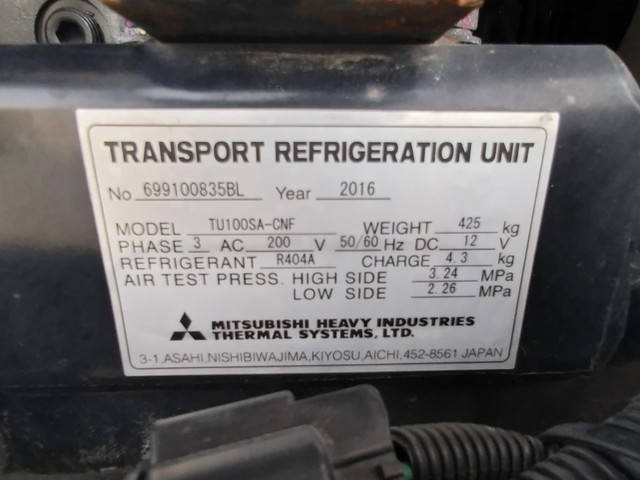 TRANSPORT REFRIGERATION UNIT
No 699100835BL Year 2016
MODEL TU100SA-CNF WEIGHT 425 kg
PHASE 3 AC 200 V 50/60 Hz DC 12 V
REFRIGERANT R404A CHARGE 4.3 kg
AIR TEST PRESS. HIGH SIDE 3.24 MPa
LOW SIDE 2.26 MPa
MITSUBISHI HEAVY INDUSTRIES
THERMAL SYSTEMS, LTD.
3-1,ASAHI,NISHIBIWAJIMA,KIYOSU,AICHI,452-8561 JAPAN